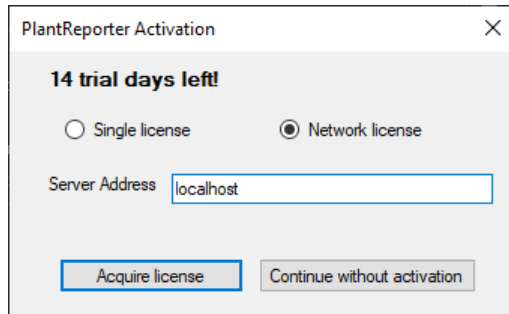 PlantReporter Activation
14 trial days left!
Single license
Network license
Server Address
localhost
Acquire license
Continue without activation